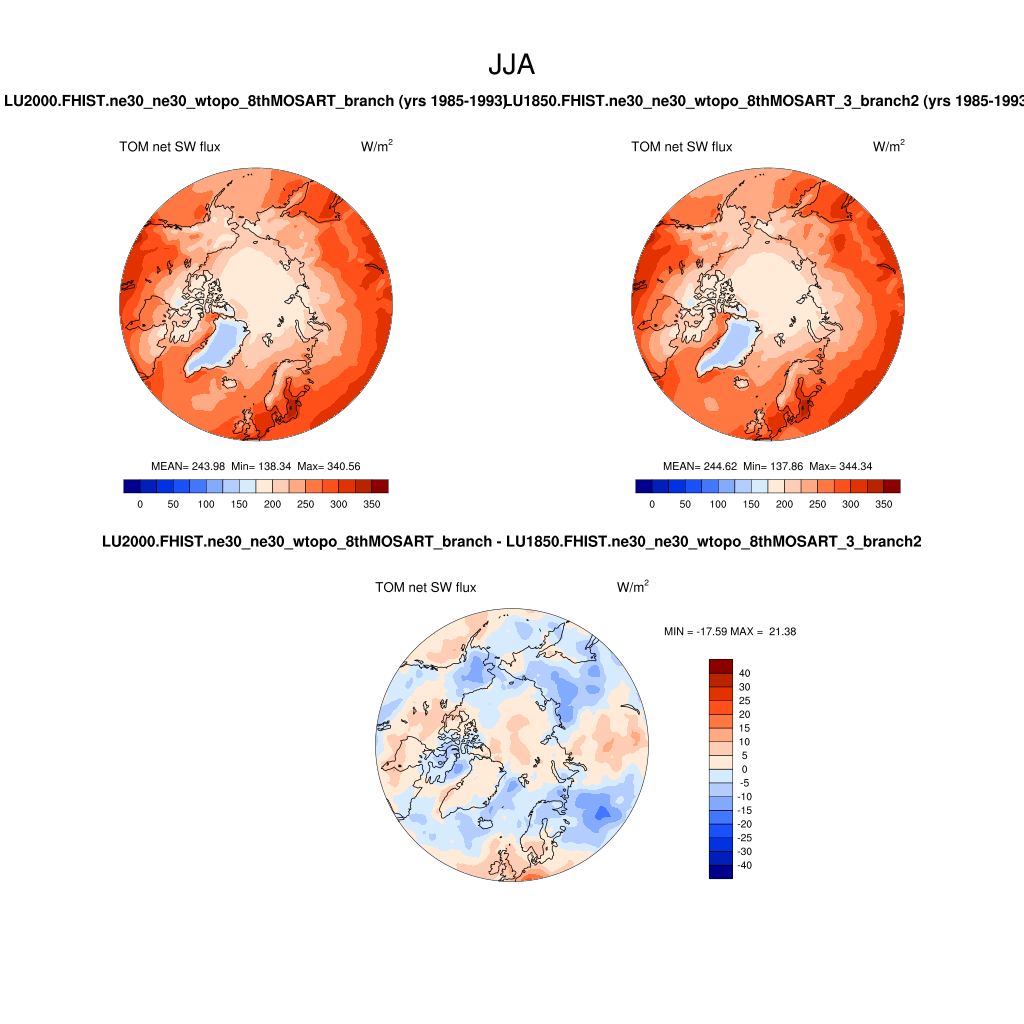 JJA
LU2000.FHIST.ne30_ne30_wtopo_8thMOSART_branch (yrs 1985-1993)
LU1850.FHIST.ne30_ne30_wtopo_8thMOSART_3_branch2 (yrs 1985-1993
TOM net SW flux W/m2
TOM net SW flux W/m2
MEAN= 243.98 Min= 138.34 Max= 340.56
MEAN= 244.62 Min= 137.86 Max= 344.34
0 50 100 150 200 250 300 350
0 50 100 150 200 250 300 350
LU2000.FHIST.ne30_ne30_wtopo_8thMOSART_branch - LU1850.FHIST.ne30_ne30_wtopo_8thMOSART_3_branch2
TOM net SW flux W/m2
MIN = -17.59 MAX = 21.38
40
30
25
20
15
10
5
0
-5
-10
-15
-20
-25
-30
-40